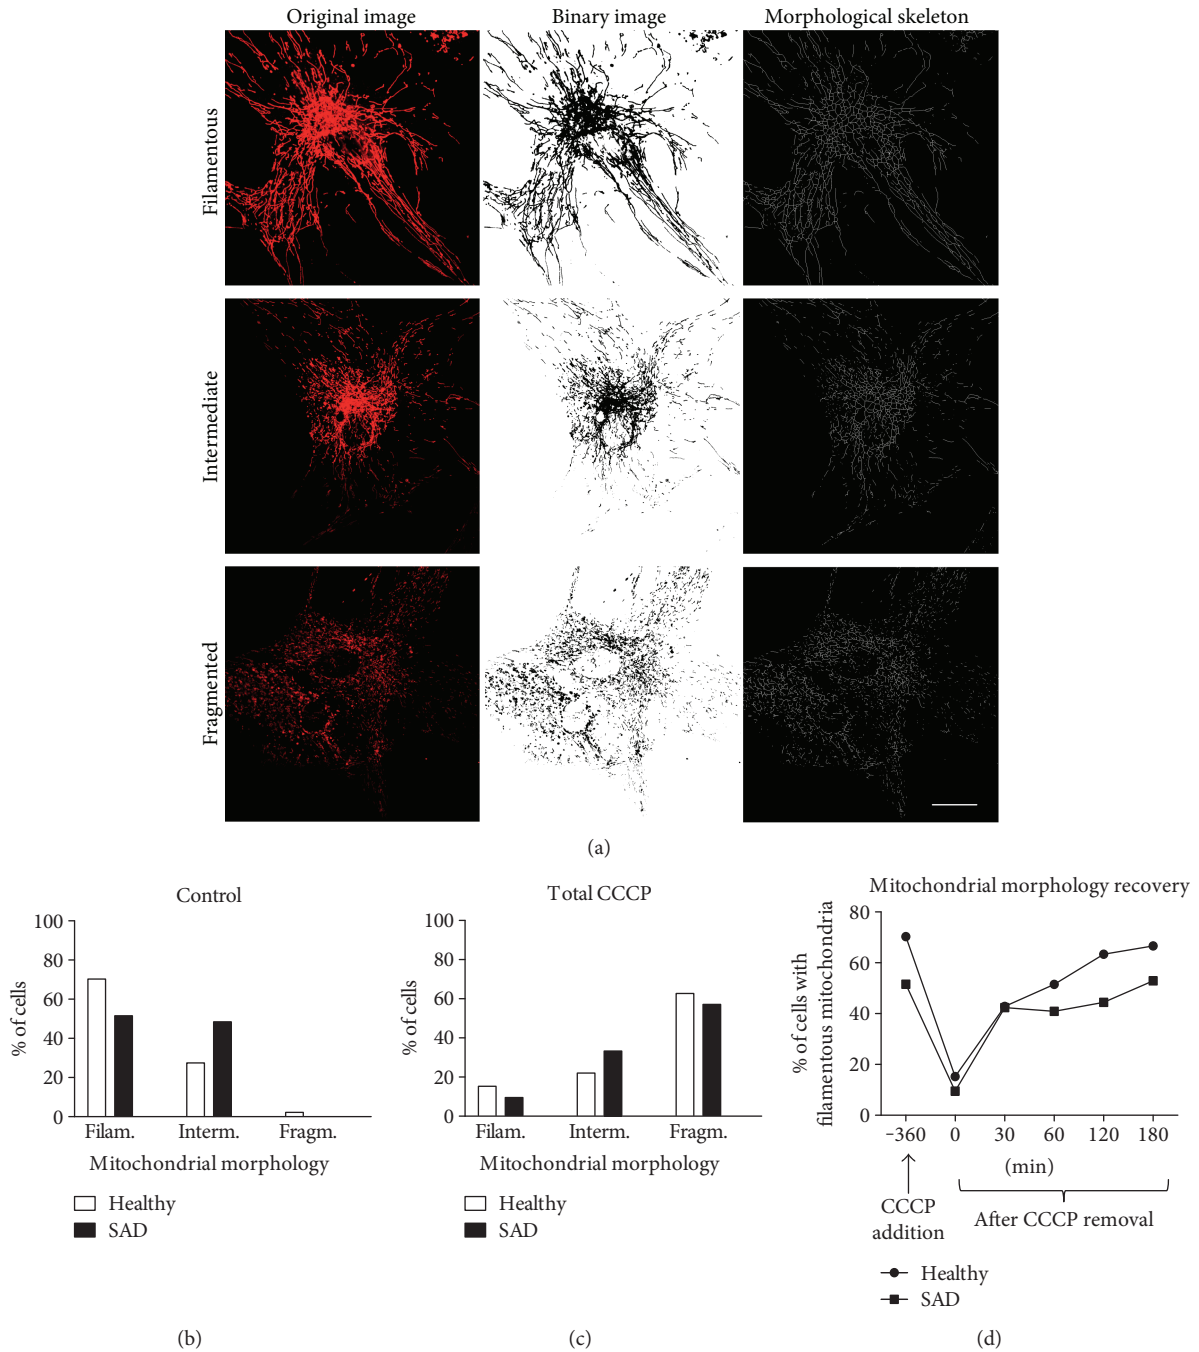 Original image
Binary image
Morphological skeleton
Filamentous
Intermediate
Fragmented
(a)
Control
% of cells
100
80
60
40
20
0
Filam.
Interm.
Fragm.
Mitochondrial morphology
Healthy
SAD
(b)
Total CCCP
% of cells
100
80
60
40
20
0
Filam.
Interm.
Fragm.
Mitochondrial morphology
Healthy
SAD
(c)
Mitochondrial morphology recovery
% of cells with
filamentous mitochondria
80
60
40
20
0
−360
0
30
60
120
180
(min)
CCCP
addition
After CCCP removal
Healthy
SAD
(d)